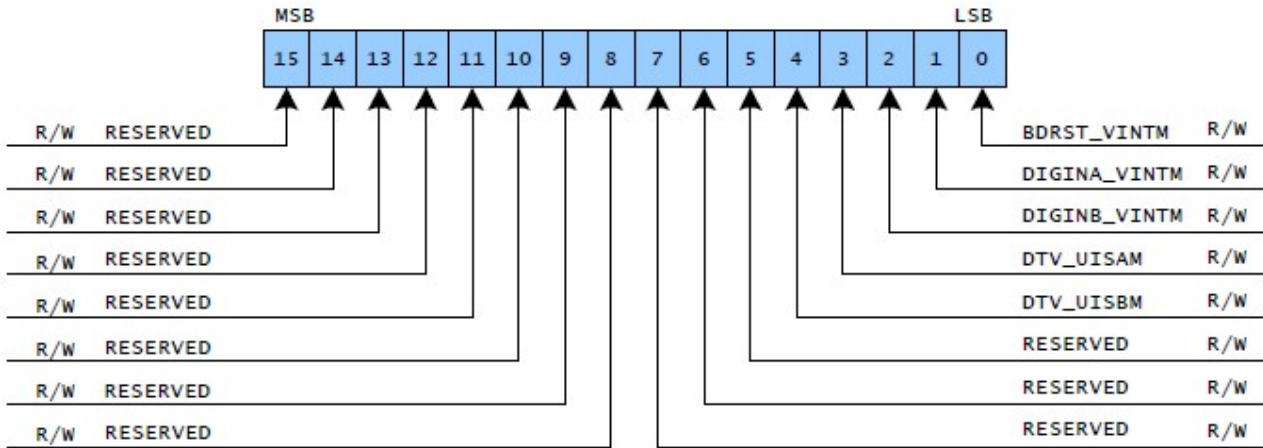 MSB LSB
15 14 13 12 11 10 9 8 7 6 5 4 3 2 1 0
R/W RESERVED BDRST_VINTM R/W
R/W RESERVED DIGINA_VINTM R/W
R/W RESERVED DIGINB_VINTM R/W
R/W RESERVED DTV_UISAM R/W
R/W RESERVED DTV_UISBM R/W
R/W RESERVED RESERVED R/W
R/W RESERVED RESERVED R/W
R/W RESERVED RESERVED R/W